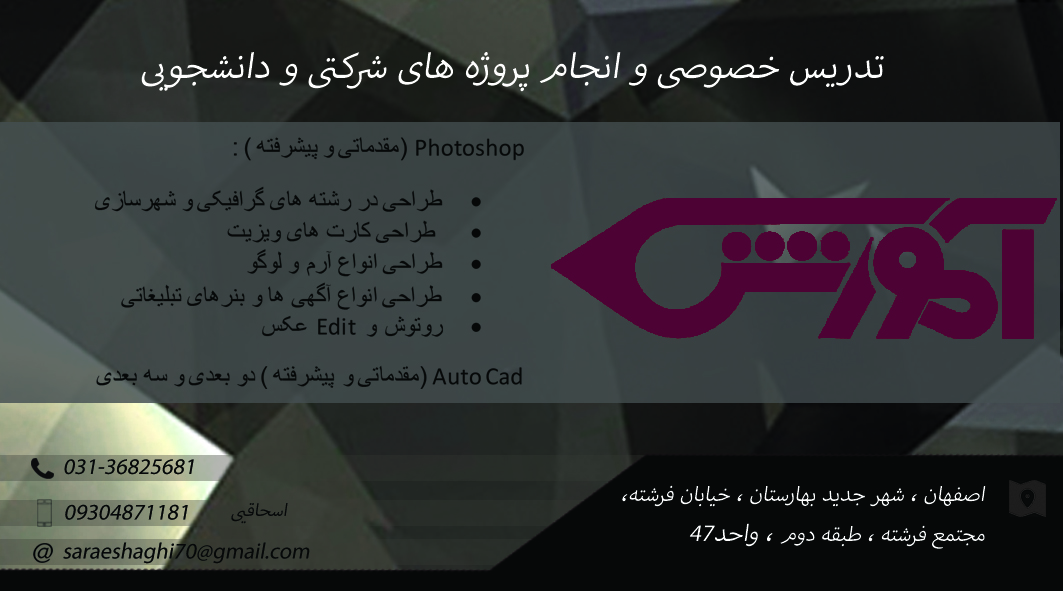 تدریس خصوصی و انجام پروژه های شرکتی و دانشجویی
آموزش
Photoshop (مقدماتی و پیشرفته ) :
• طراحی در رشته های گرافیکی و شهرسازی
• طراحی کارت های ویزیت
• طراحی انواع آرم و لوگو
• طراحی انواع آگهی ها و بنرهای تبلیغاتی
• روتوش و Edit عکس
Auto Cad (مقدماتی و پیشرفته ) دو بعدی و سه بعدی
اصفهان ، شهر جدید بهارستان ، خیابان فرشته،
مجتمع فرشته ، طبقه دوم ، واحد47
031-36825681
09304871181 اسحاقیی
@ saraeshaghi70@gmail.com